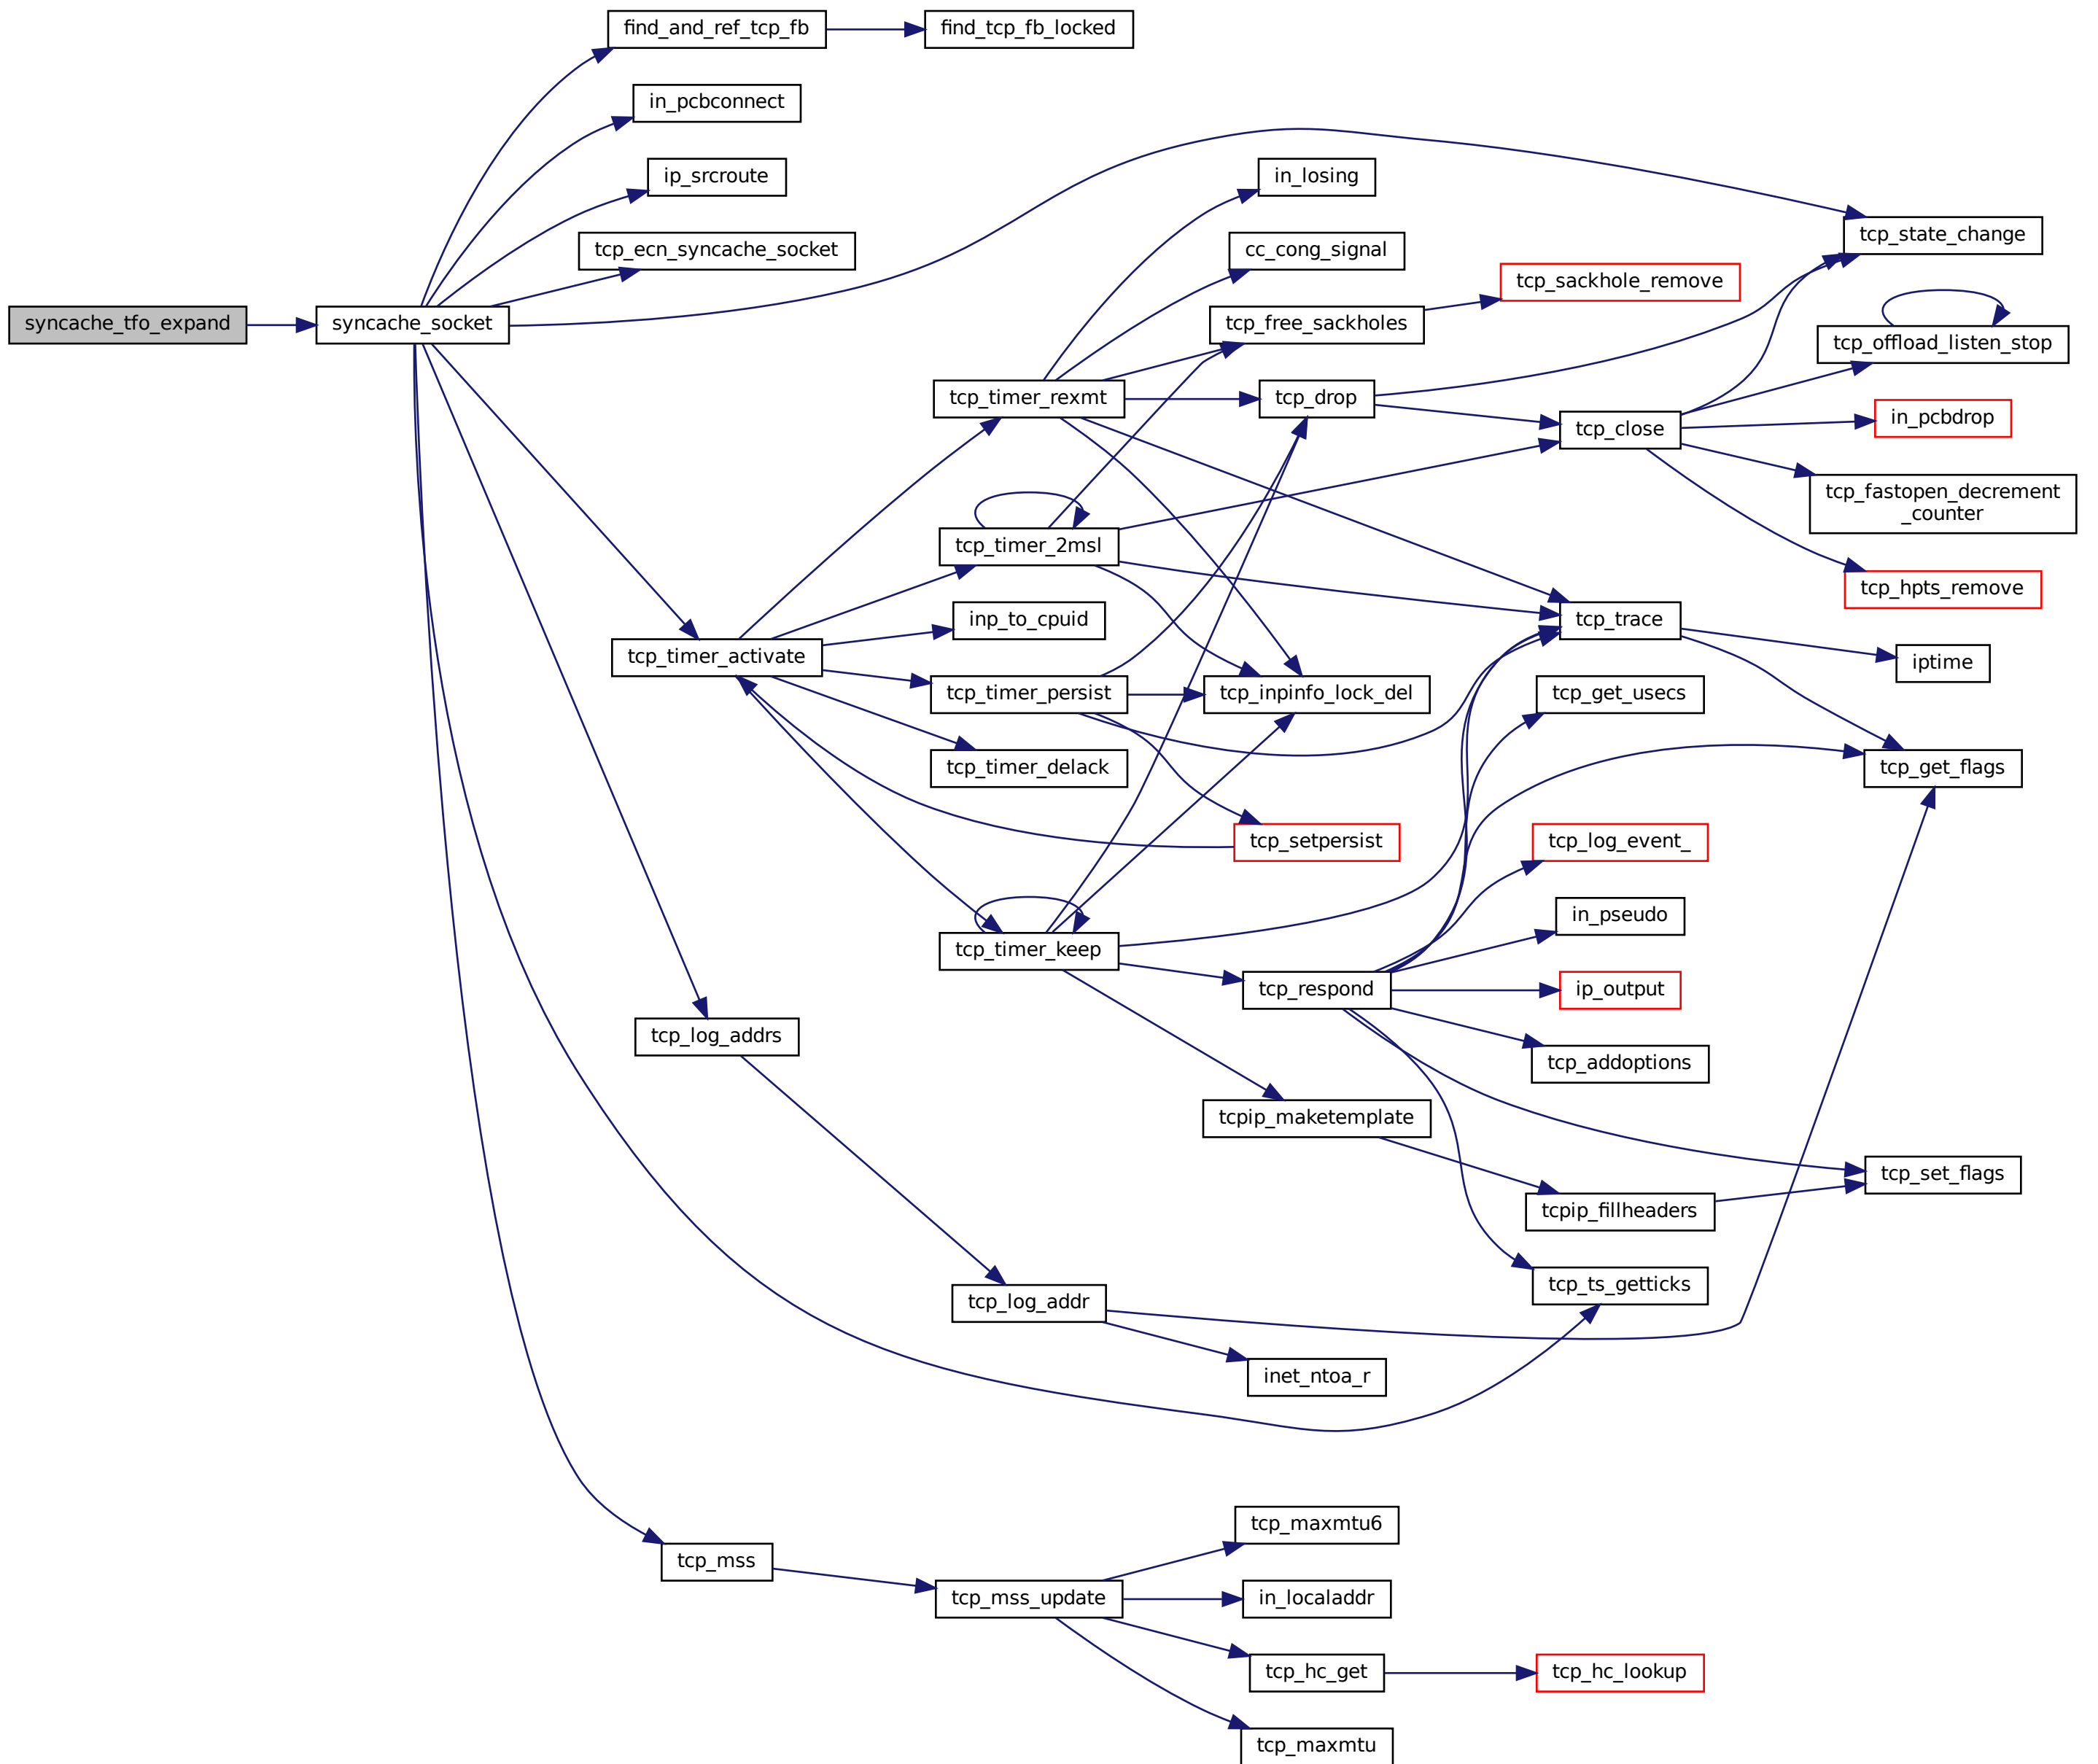 find_and_ref_tcp_fb
find_tcp_fb_locked
in_pcbconnect
ip_srcroute
in_losing
tcp_state_change
tcp_ecn_syncache_socket
cc_cong_signal
tcp_sackhole_remove
syncache_tfo_expand
syncache_socket
tcp_free_sackholes
tcp_offload_listen_stop
tcp_timer_rexmt
tcp_drop
tcp_close
in_pcbdrop
tcp_fastopen_decrement
_counter
tcp_timer_2msl
tcp_hpts_remove
inp_to_cpuid
tcp_trace
tcp_timer_activate
iptime
tcp_timer_persist
tcp_inpinfo_lock_del
tcp_get_usecs
tcp_timer_delack
tcp_get_flags
tcp_setpersist
tcp_log_event_
in_pseudo
tcp_timer_keep
tcp_respond
ip_output
tcp_log_addrs
tcp_addoptions
tcpip_maketemplate
tcp_set_flags
tcpip_fillheaders
tcp_ts_getticks
tcp_log_addr
inet_ntoa_r
tcp_maxmtu6
tcp_mss
tcp_mss_update
in_localaddr
tcp_hc_get
tcp_hc_lookup
tcp_maxmtu